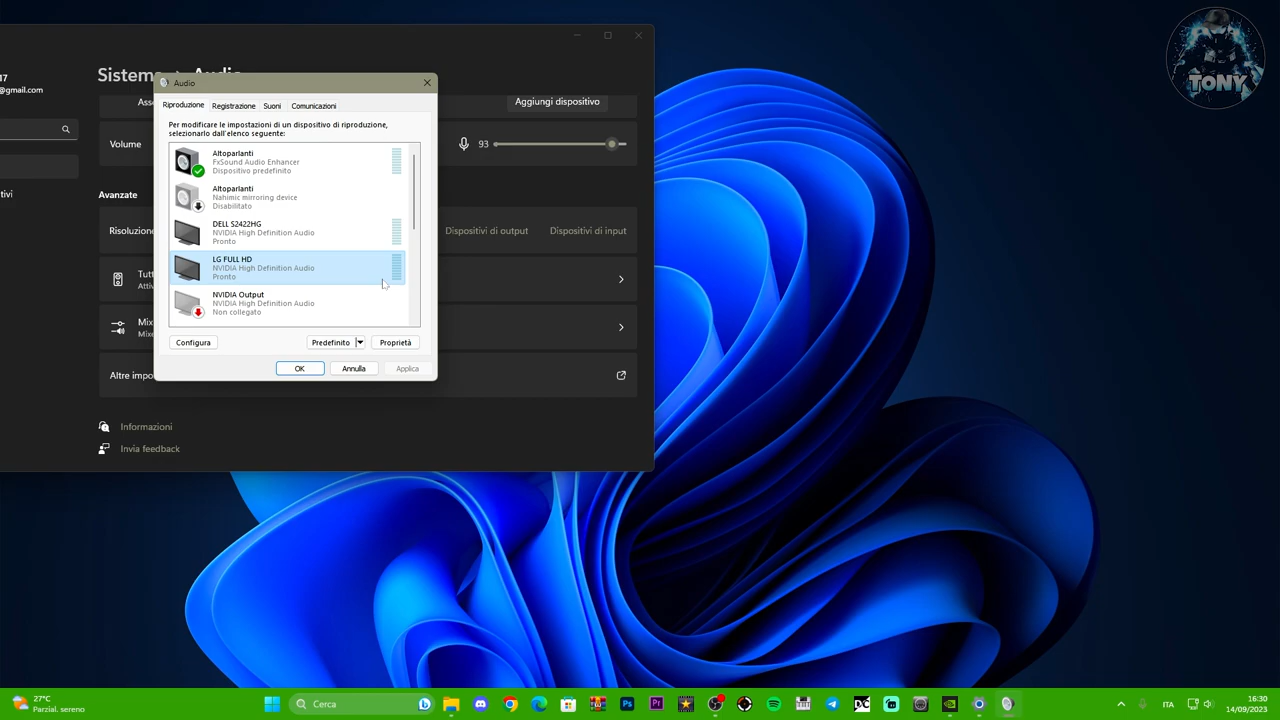 TONY
17
@gmail.com
tivi
Sistema
Audio
Aggiungi dispositivo
Volume
93
Avanzate
Dispositivi di output
Dispositivi di input
Altre impo
Informazioni
Invia feedback
Audio
Riproduzione
Registrazione
Suoni
Comunicazioni
Per modificare le impostazioni di un dispositivo di riproduzione,
selezionarlo dall'elenco seguente:
Altoparlanti
FxSound Audio Enhancer
Dispositivo predefinito
Altoparlanti
Nahimic mirroring device
Disabilitato
DELL S2422HG
NVIDIA High Definition Audio
Pronto
LG FULL HD
NVIDIA High Definition Audio
Pronto
NVIDIA Output
NVIDIA High Definition Audio
Non collegato
Configura
Predefinito
Proprietà
OK
Annulla
Applica
27°C
Parzial. sereno
Cerca
ITA
16:30
14/09/2023